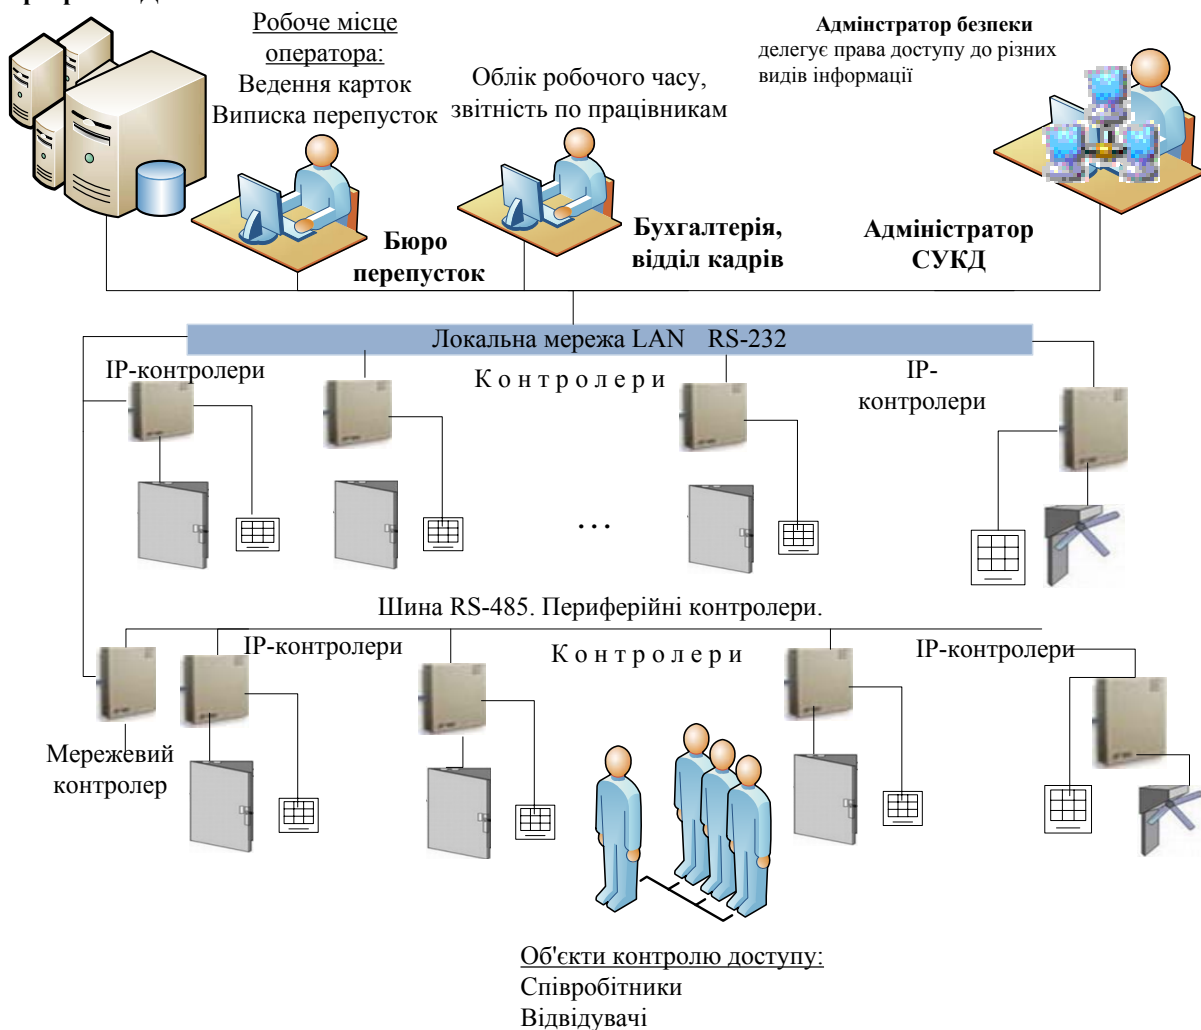 Робоче місце
оператора:
Ведення карток
Виписка перепусток
Облік робочого часу,
звітність по працівникам
Адмінстратор безпеки
делегує права доступу до різних
видів інформації
Бюро
перепусток
Бухгалтерія,
відділ кадрів
Адміністратор
СУКД
Локальна мережа LAN RS-232
IP-контролери
К о н т р о л е р и
IP-
контролери
...
Шина RS-485. Периферійні контролери.
IP-контролери
К о н т р о л е р и
IP-контролери
Мережевий
контролер
Об'єкти контролю доступу:
Співробітники
Відвідувачі